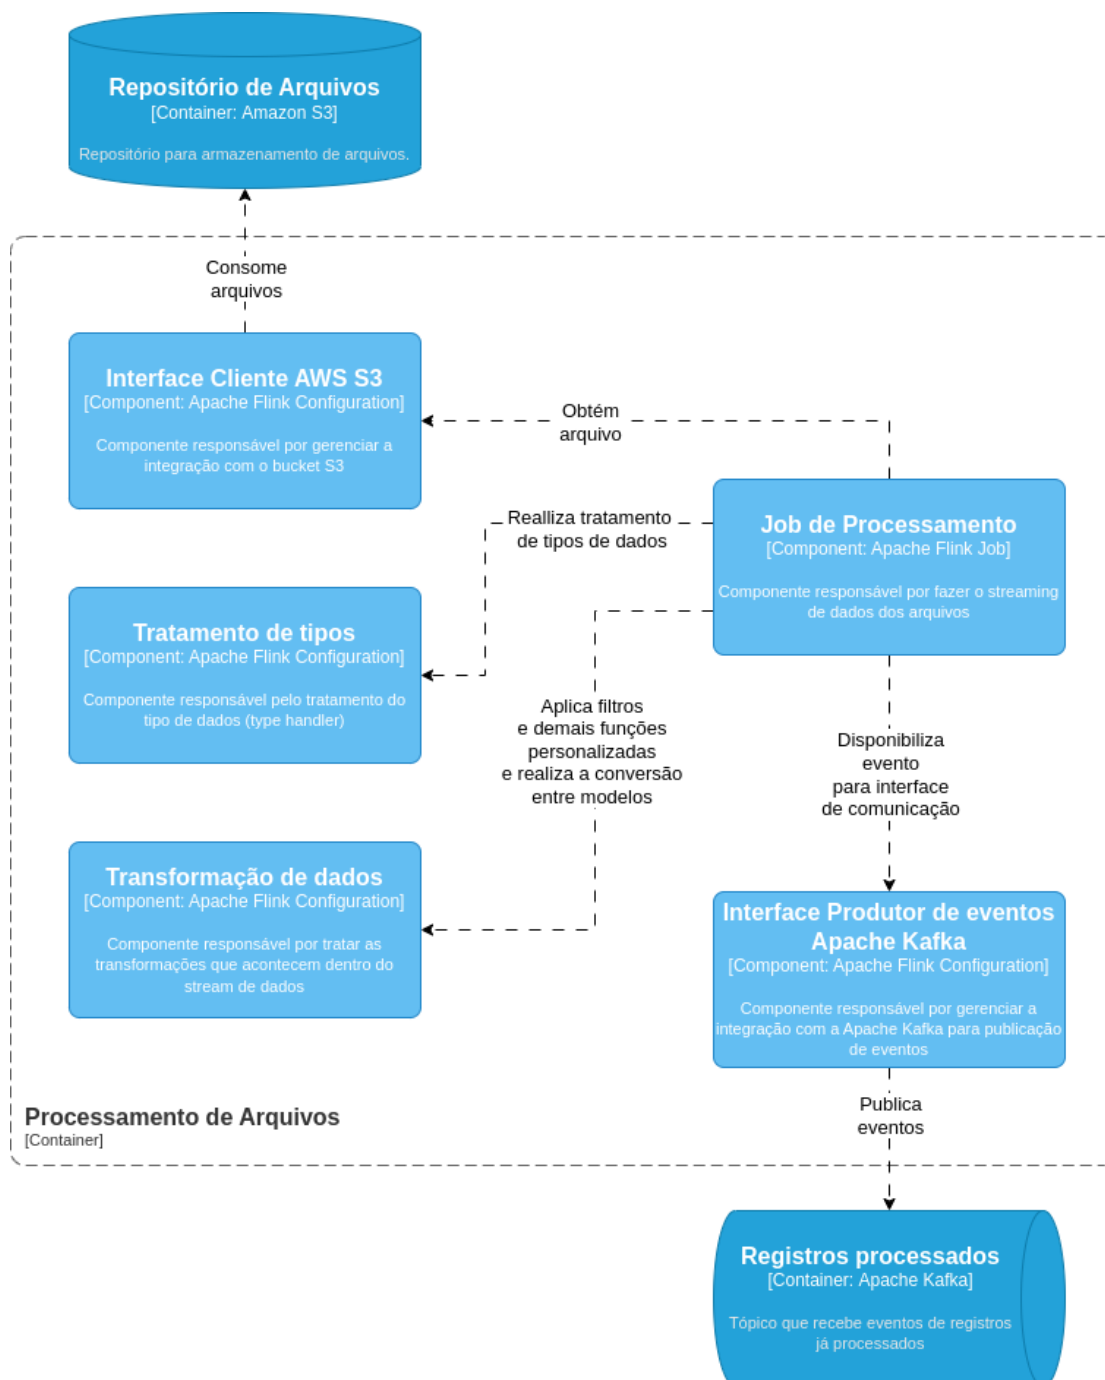 Repositório de Arquivos
[Container: Amazon S3]
Repositório para armazenamento de arquivos.
Consome
arquivos
Interface Cliente AWS S3
[Component: Apache Flink Configuration]
Componente responsável por gerenciar a
integração com o bucket S3
Obtém
arquivo
Job de Processamento
[Component: Apache Flink Job]
Componente responsável por fazer o streaming
de dados dos arquivos
Realliza tratamento
de tipos de dados
Tratamento de tipos
[Component: Apache Flink Configuration]
Componente responsável pelo tratamento do
tipo de dados (type handler)
Aplica filtros
e demais funções
personalizadas
e realiza a conversão
entre modelos
Disponibiliza
evento
para interface
de comunicação
Transformação de dados
[Component: Apache Flink Configuration]
Componente responsável por tratar as
transformações que acontecem dentro do
stream de dados
Interface Produtor de eventos
Apache Kafka
[Component: Apache Flink Configuration]
Componente responsável por gerenciar a
integração com a Apache Kafka para publicação
de eventos
Processamento de Arquivos
[Container]
Publica
eventos
Registros processados
[Container: Apache Kafka]
Tópico que recebe eventos de registros
já processados